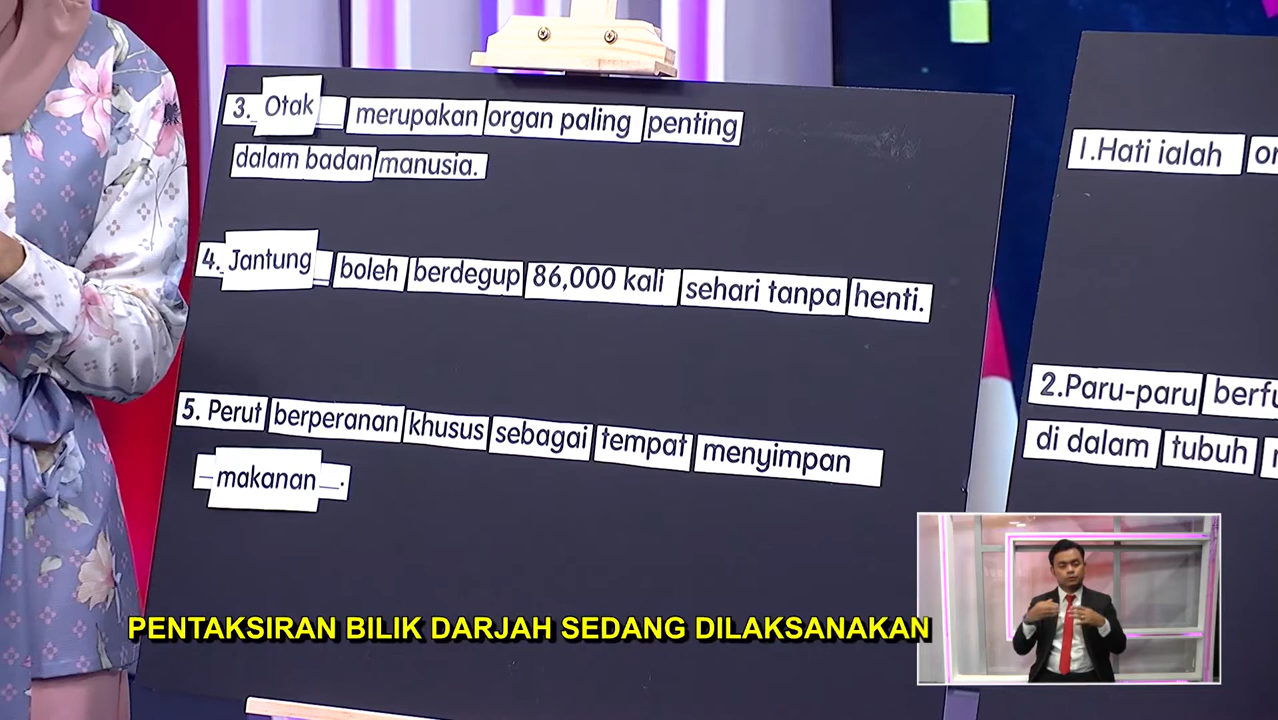 3. Otak merupakan organ paling penting
dalam badan manusia.
4. Jantung boleh berdegup 86,000 kali sehari tanpa henti.
5. Perut berperanan khusus sebagai tempat menyimpan
makanan.
1.Hati ialah
2.Paru-paru
di dalam tubuh
PENTAKSIRAN BILIK DARJAH SEDANG DILAKSANAKAN